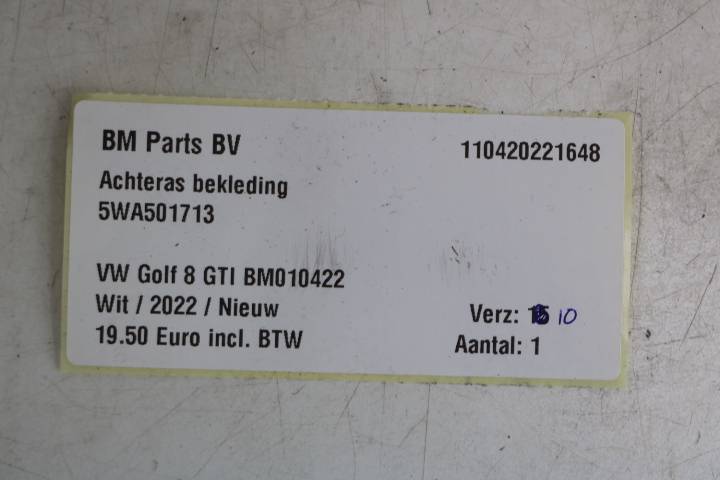 BM Parts BV 110420221648
Achteras bekleding
5WA501713
VW Golf 8 GTI BM010422
Wit / 2022 / Nieuw
Verz: 15 10
19.50 Euro incl. BTW
Aantal: 1